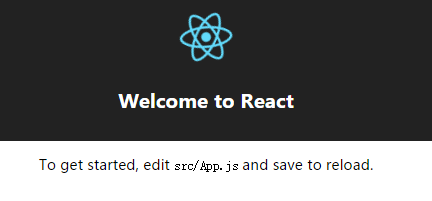 Welcome to React
To get started, edit src/App.js and save to reload.